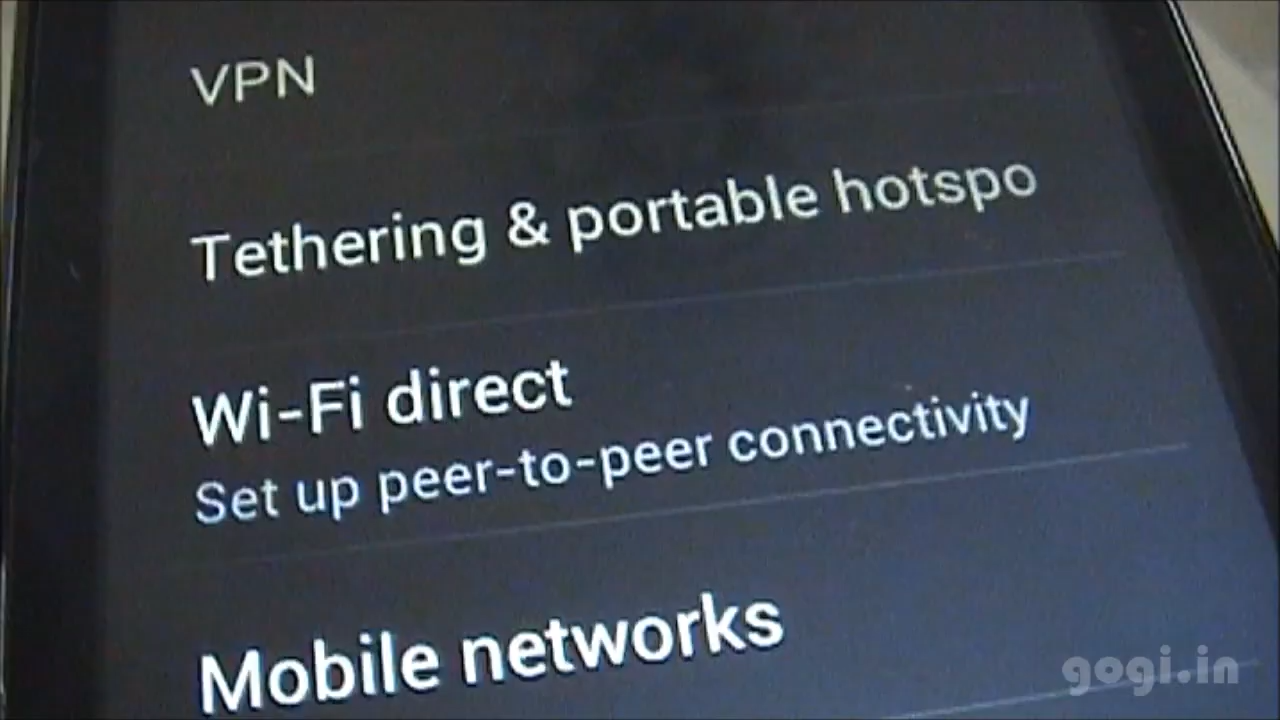 VPN
Tethering & portable hotspo
Wi-Fi direct
Set up peer-to-peer connectivity
Mobile networks
gogi.in